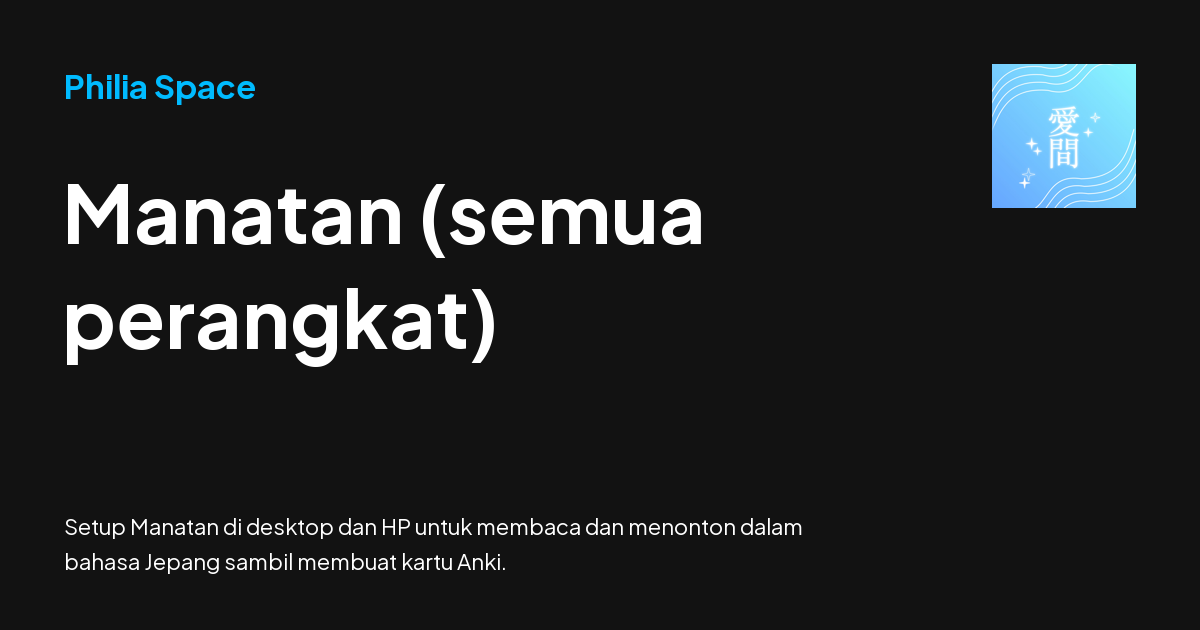 Philia Space
愛
間
Manatan (semua
perangkat)
Setup Manatan di desktop dan HP untuk membaca dan menonton dalam
bahasa Jepang sambil membuat kartu Anki.